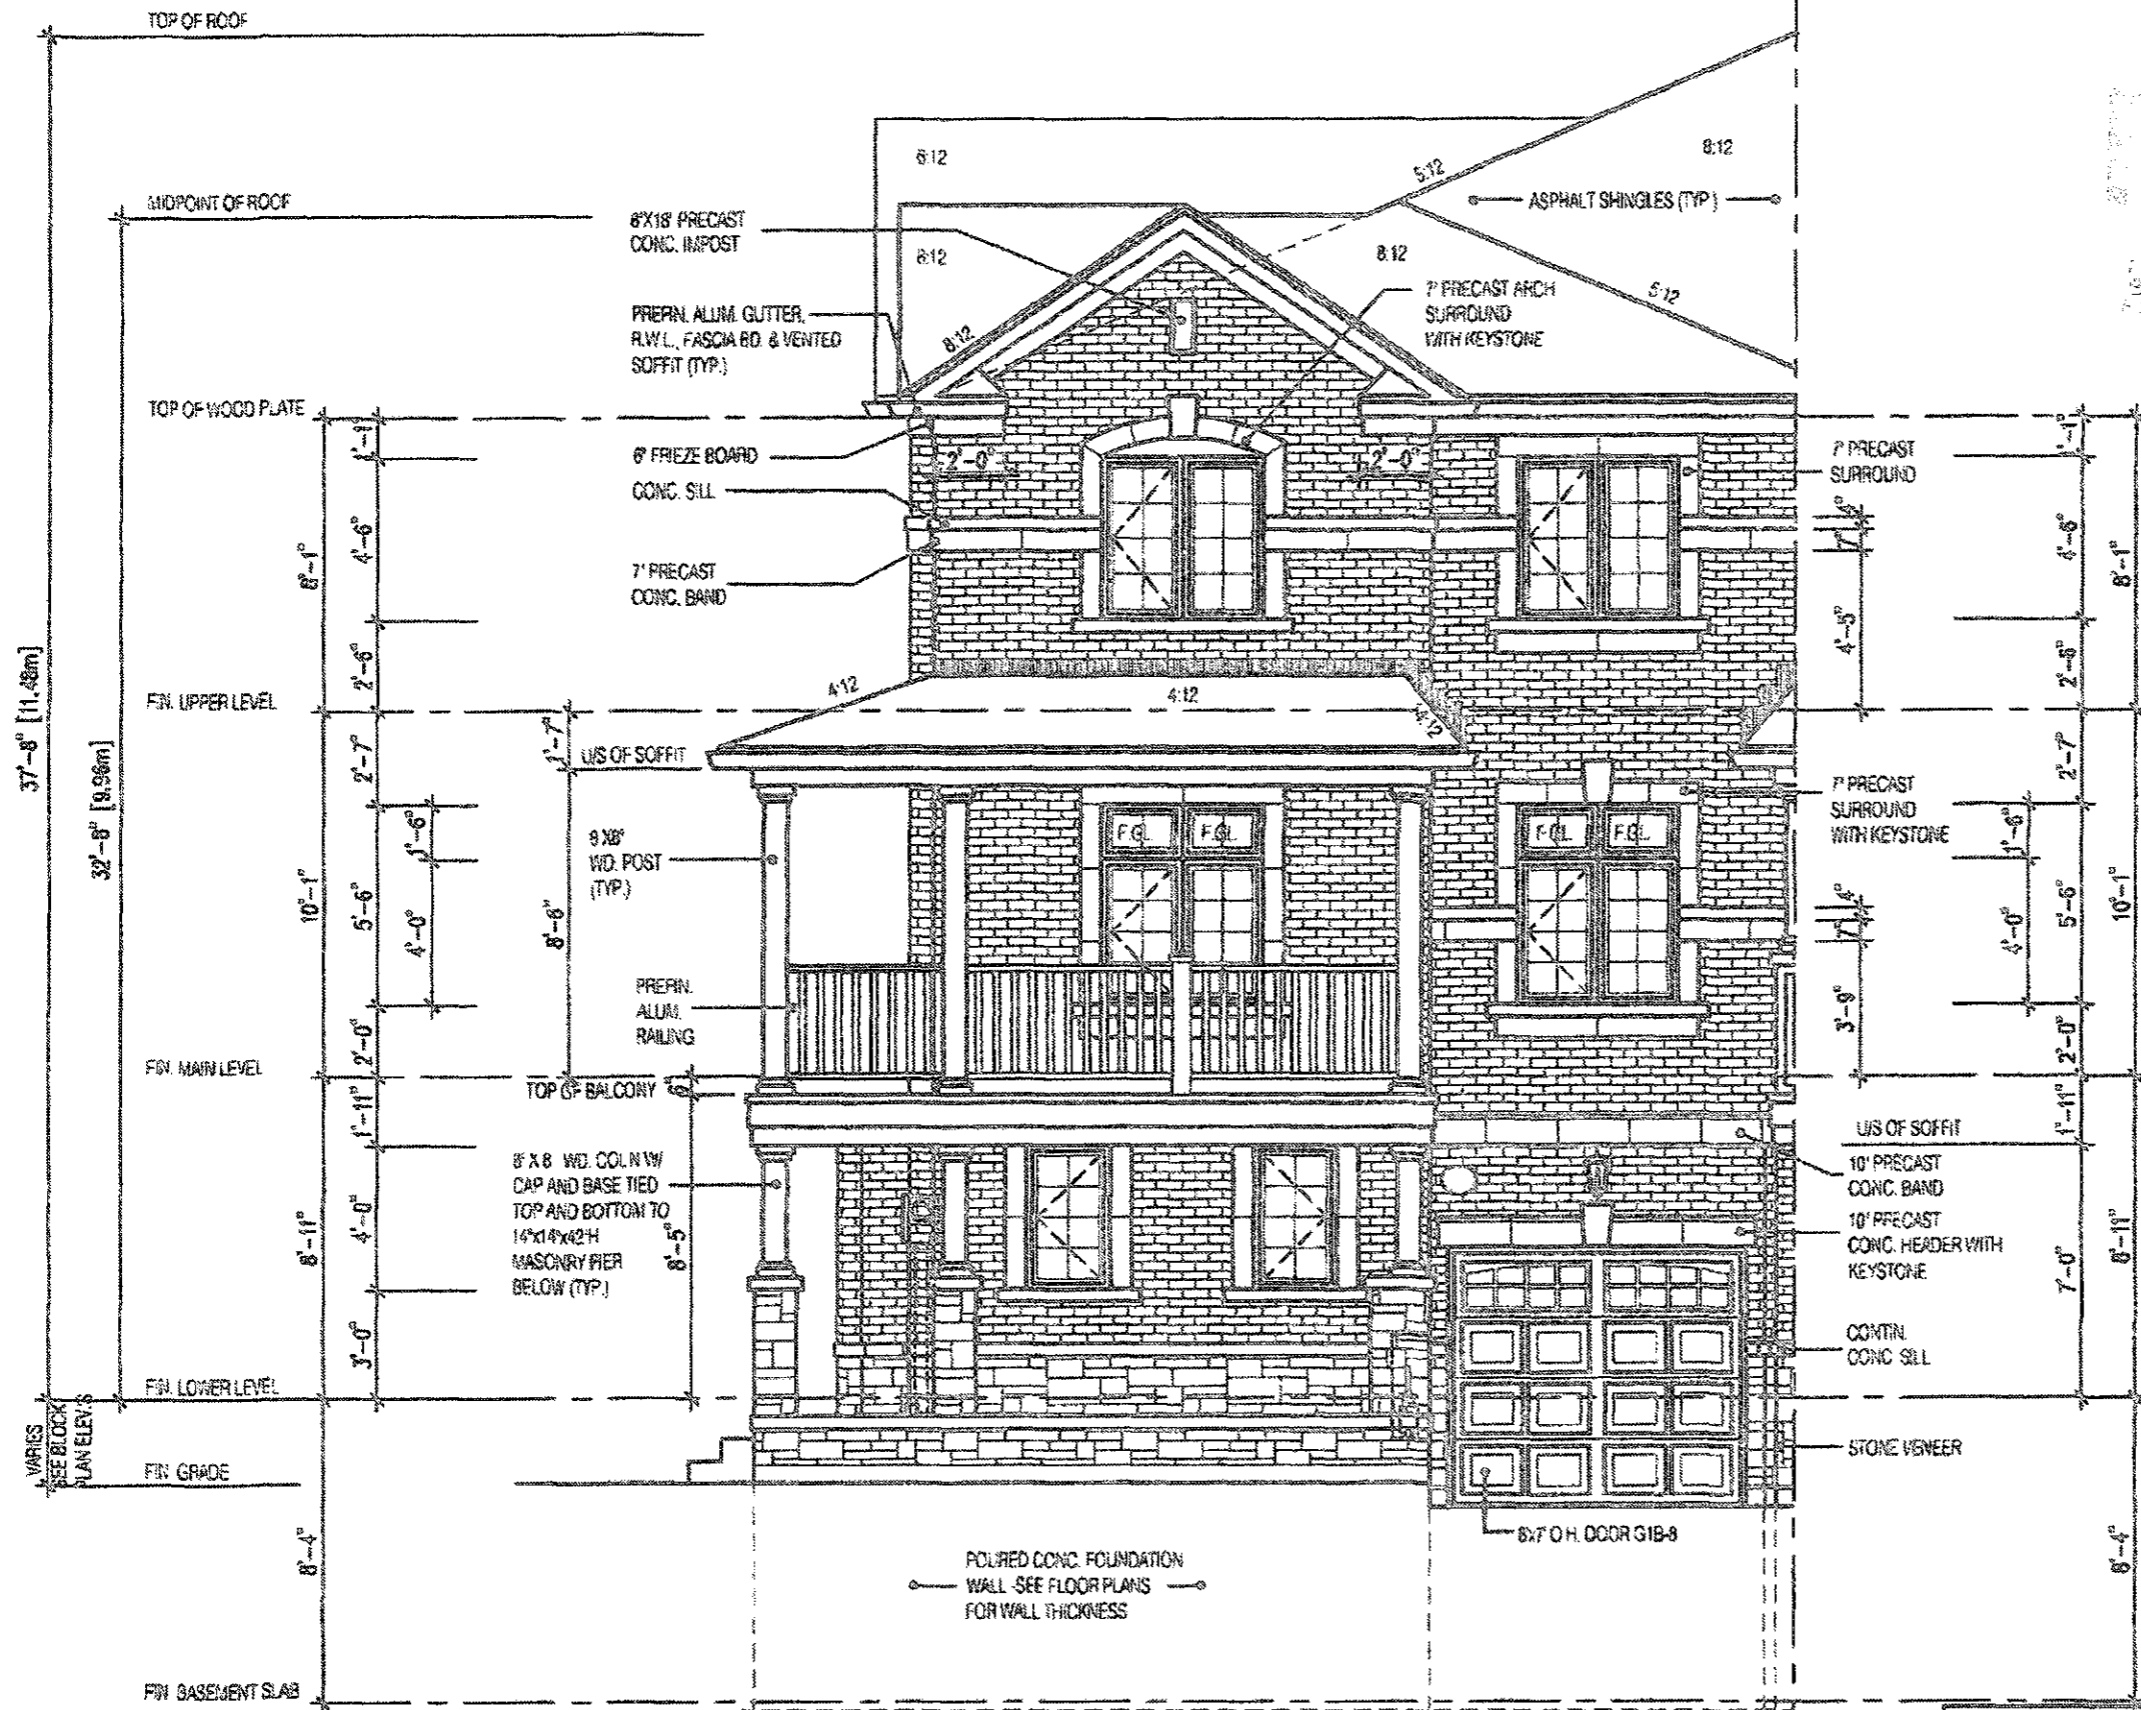 TOP OF ROOF
MIDPOINT OF ROOF
TOP OF WOOD PLATE
FIN. UPPER LEVEL
FIN. MAIN LEVEL
FIN. LOWER LEVEL
FIN GRADE
FIN BASEMENT SLAB
37'-8" [11.48m]
32'-8" [9.96m]
VARIES
SEE BLOCK
PLAN ELEV.'S
8'-1"
10'-1"
8'-11"
8'-4"
1'-1"
4'-6"
2'-6"
2'-7"
5'-6"
2'-0"
1'-11"
4'-0"
3'-0"
1'-6"
4'-0"
1'-7"
U/S OF SOFFIT
8'-6"
TOP OF BALCONY
6"
8'-5"
PREFIN. ALUM. GUTTER,
R.W.L., FASCIA BD. & VENTED
SOFFIT (TYP.)
PRECAST
CONC. IMPOST
6" FRIEZE BOARD
CONC. SILL
7" PRECAST
CONC. BAND
WD. POST
(TYP.)
PREFIN.
ALUM.
RAILING
WD. COL.N W/
CAP AND BASE TIED
TOP AND BOTTOM TO
14"x14"x42"H
MASONRY PIER
BELOW (TYP.)
6:12
8:12
8:12
5:12
8:12
8:12
5:12
ASPHALT SHINGLES (TYP.)
7" PRECAST ARCH
SURROUND
WITH KEYSTONE
2'-0"
2'-0"
4:12
4:12
4:12
F.GL.
F.GL.
F.GL.
F.GL.
7" PRECAST
SURROUND
4"
7"
4'-5"
7" PRECAST
SURROUND
WITH KEYSTONE
4"
7"
3'-9"
1'-6"
4'-0"
1'-1"
4'-6"
2'-6"
2'-7"
5'-6"
2'-0"
1'-11"
7'-0"
8'-1"
10'-1"
8'-11"
8'-4"
U/S OF SOFFIT
10" PRECAST
CONC. BAND
10" PRECAST
CONC. HEADER WITH
KEYSTONE
CONTIN.
CONC SILL
STONE VENEER
8x7' O.H. DOOR G1B-8
POURED CONC. FOUNDATION
WALL -SEE FLOOR PLANS
FOR WALL THICKNESS